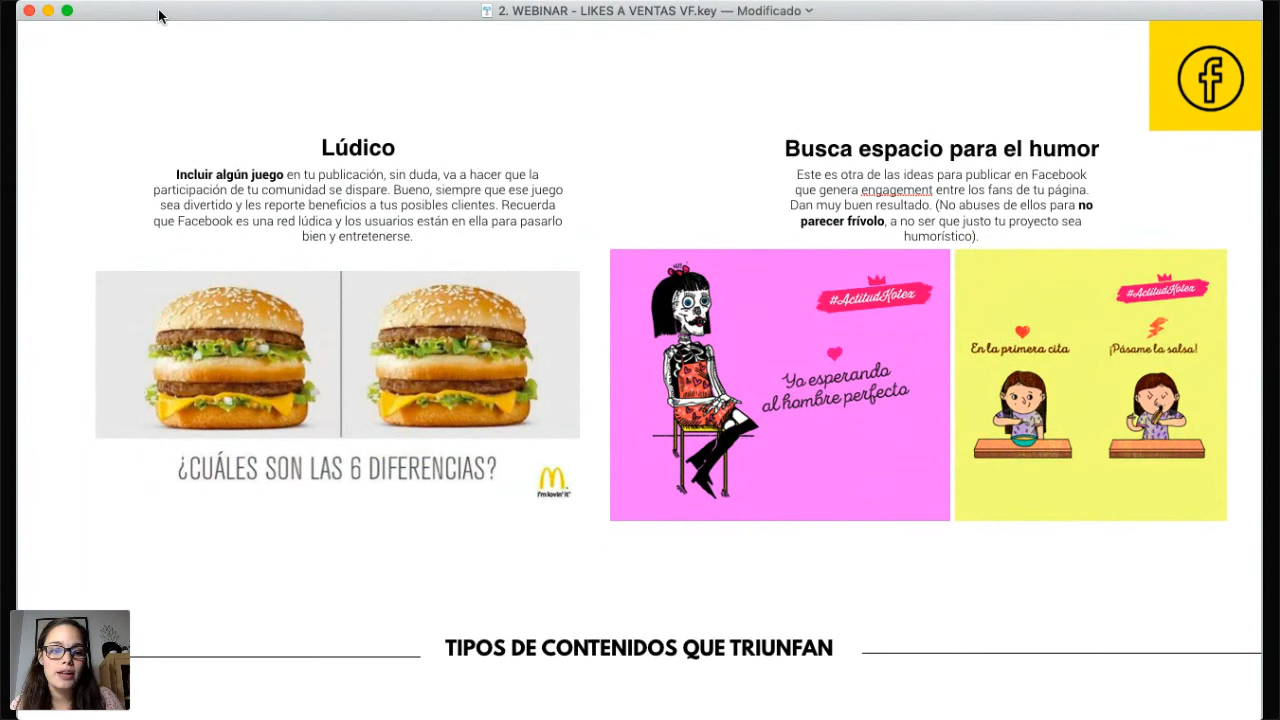 2. WEBINAR - LIKES A VENTAS VF.key — Modificado
Lúdico
Incluir algún juego en tu publicación, sin duda, va a hacer que la
participación de tu comunidad se dispare. Bueno, siempre que ese juego
sea divertido y les reporte beneficios a tus posibles clientes. Recuerda
que Facebook es una red lúdica y los usuarios están en ella para pasarlo
bien y entretenerse.
¿CUÁLES SON LAS 6 DIFERENCIAS?
i'm lovin' it
Busca espacio para el humor
Este es otra de las ideas para publicar en Facebook
que genera engagement entre los fans de tu página.
Dan muy buen resultado. (No abuses de ellos para no
parecer frívolo, a no ser que justo tu proyecto sea
humorístico).
#ActitudKotex
Yo esperando
al hombre perfecto
#ActitudKotex
En la primera cita
¡Pásame la salsa!
TIPOS DE CONTENIDOS QUE TRIUNFAN